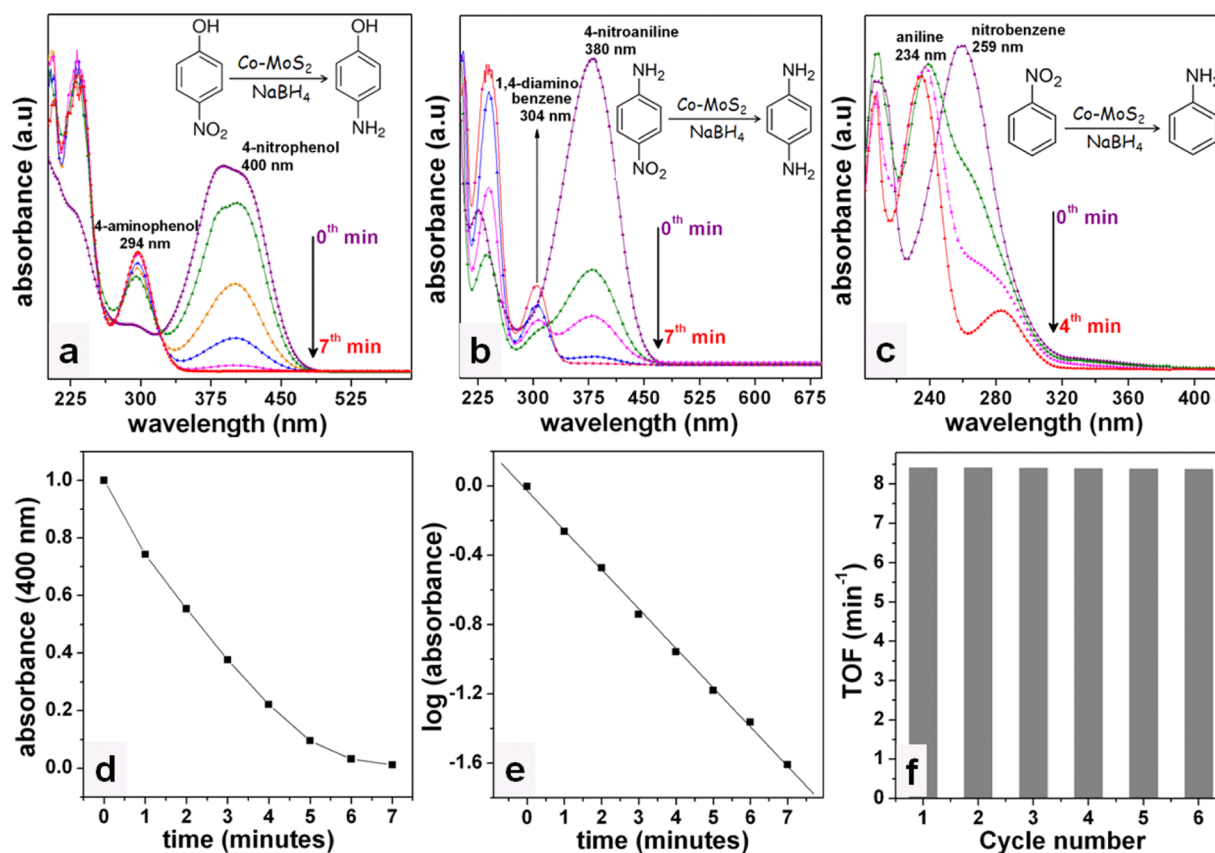 OH
Co-MoS2
NaBH4
NO2
OH
NH2
4-nitrophenol
400 nm
4-aminophenol
294 nm
0th min
7th min
a
absorbance (a.u)
225 300 375 450 525
wavelength (nm)
4-nitroaniline
380 nm
1,4-diamino
benzene
304 nm
NH2
Co-MoS2
NaBH4
NO2
NH2
NH2
0th min
7th min
b
absorbance (a.u)
225 300 375 450 525 600 675
wavelength (nm)
aniline
234 nm
nitrobenzene
259 nm
NO2
Co-MoS2
NaBH4
NH2
0th min
4th min
c
absorbance (a.u)
240 280 320 360 400
wavelength (nm)
absorbance (400 nm)
1.0
0.8
0.6
0.4
0.2
0.0
d
0 1 2 3 4 5 6 7
time (minutes)
log (absorbance)
0.0
-0.4
-0.8
-1.2
-1.6
e
0 1 2 3 4 5 6 7
time (minutes)
TOF (min-1)
8
7
6
5
4
3
2
1
0
f
1 2 3 4 5 6
Cycle number